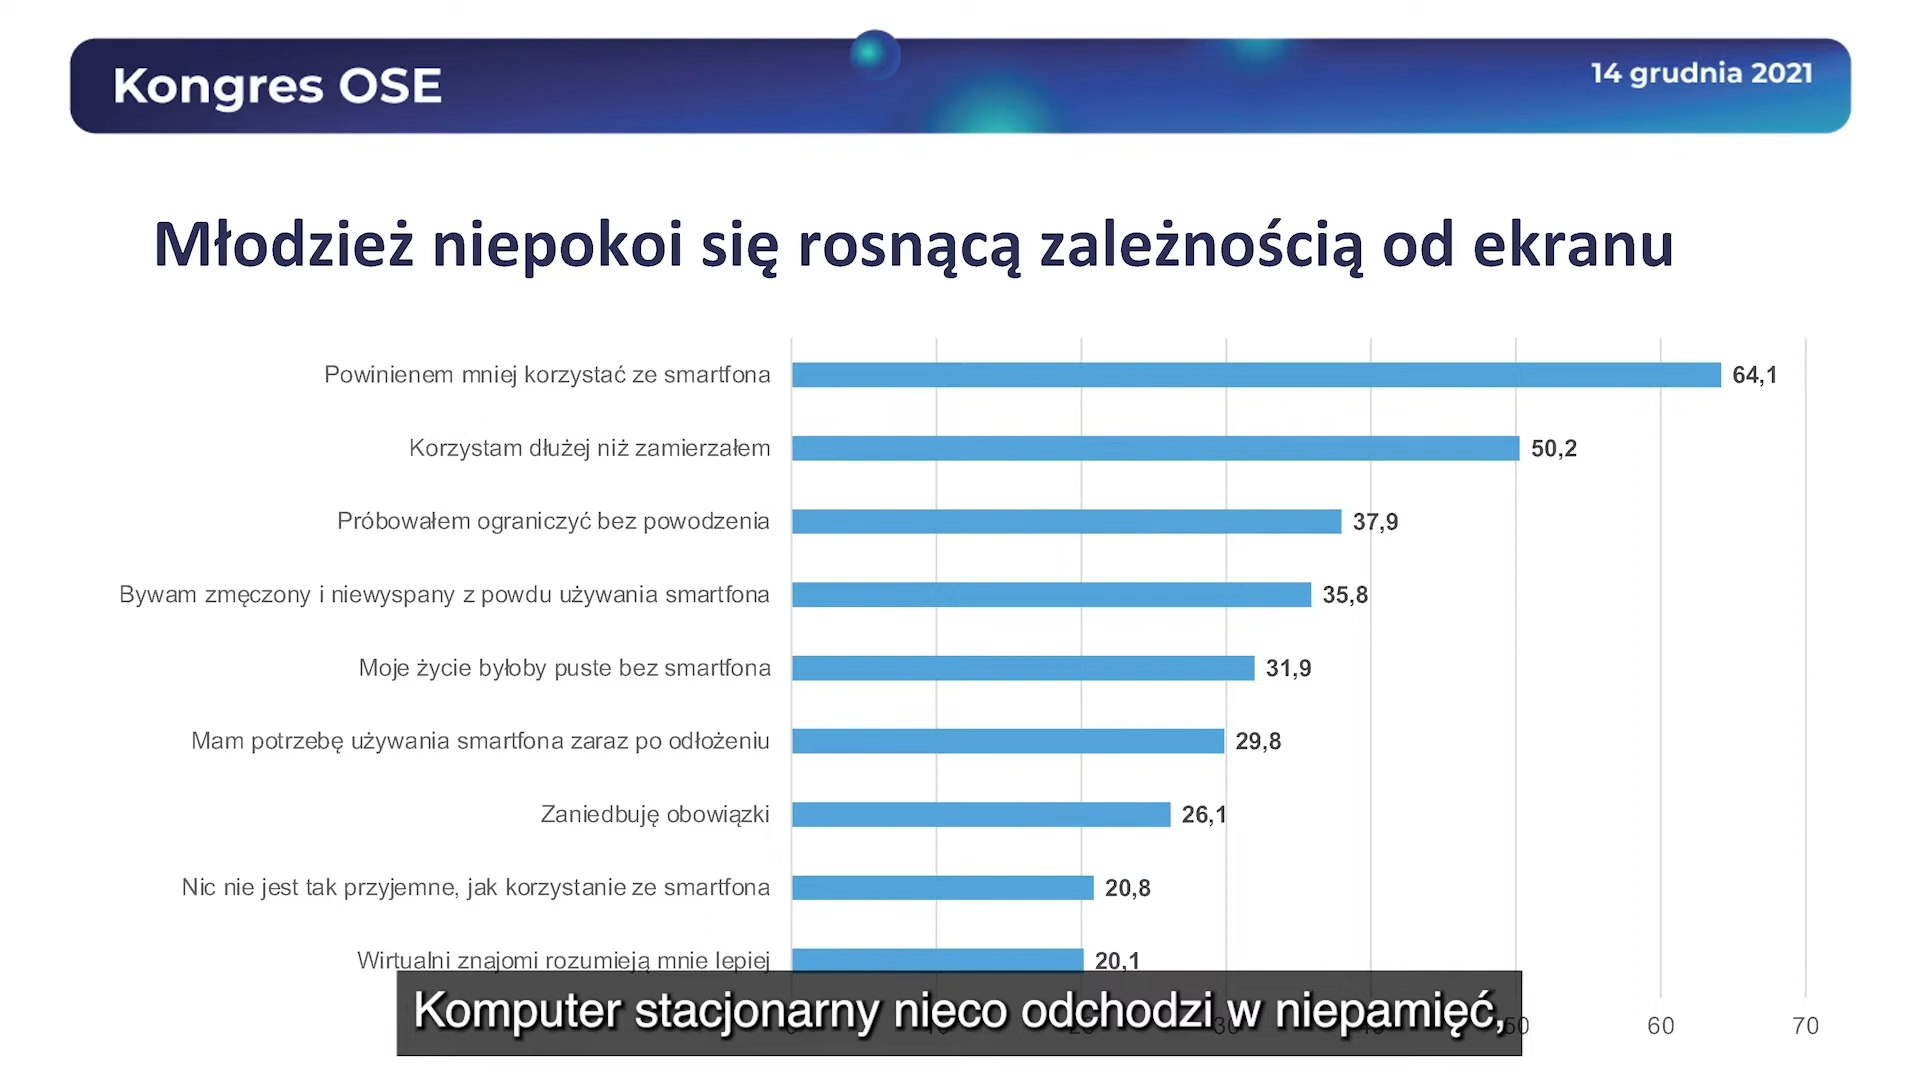 Kongres OSE
14 grudnia 2021
Młodzież niepokoi się rosnącą zależnością od ekranu
Powinienem mniej korzystać ze smartfona 64,1
Korzystam dłużej niż zamierzałem 50,2
Próbowałem ograniczyć bez powodzenia 37,9
Bywam zmęczony i niewyspany z powdu używania smartfona 35,8
Moje życie byłoby puste bez smartfona 31,9
Mam potrzebę używania smartfona zaraz po odłożeniu 29,8
Zaniedbuję obowiązki 26,1
Nic nie jest tak przyjemne, jak korzystanie ze smartfona 20,8
Wirtualni znajomi rozumieją mnie lepiej 20,1
Komputer stacjonarny nieco odchodzi w niepamięć,
30 50 60 70